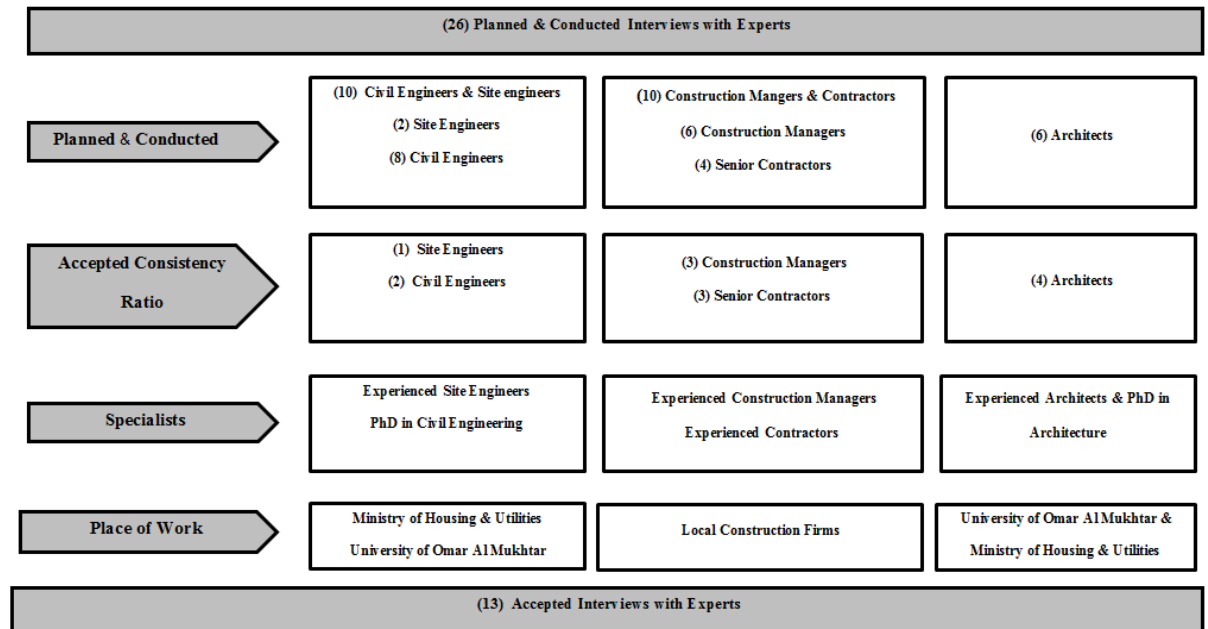 (26) Planned & Conducted Interviews with Experts
Planned & Conducted
(10) Civil Engineers & Site engineers
(2) Site Engineers
(8) Civil Engineers
(10) Construction Mangers & Contractors
(6) Construction Managers
(4) Senior Contractors
(6) Architects
Accepted Consistency
Ratio
(1) Site Engineers
(2) Civil Engineers
(3) Construction Managers
(3) Senior Contractors
(4) Architects
Specialists
Experienced Site Engineers
PhD in Civil Engineering
Experienced Construction Managers
Experienced Contractors
Experienced Architects & PhD in
Architecture
Place of Work
Ministry of Housing & Utilities
University of Omar Al Mukhtar
Local Construction Firms
University of Omar Al Mukhtar &
Ministry of Housing & Utilities
(13) Accepted Interviews with Experts